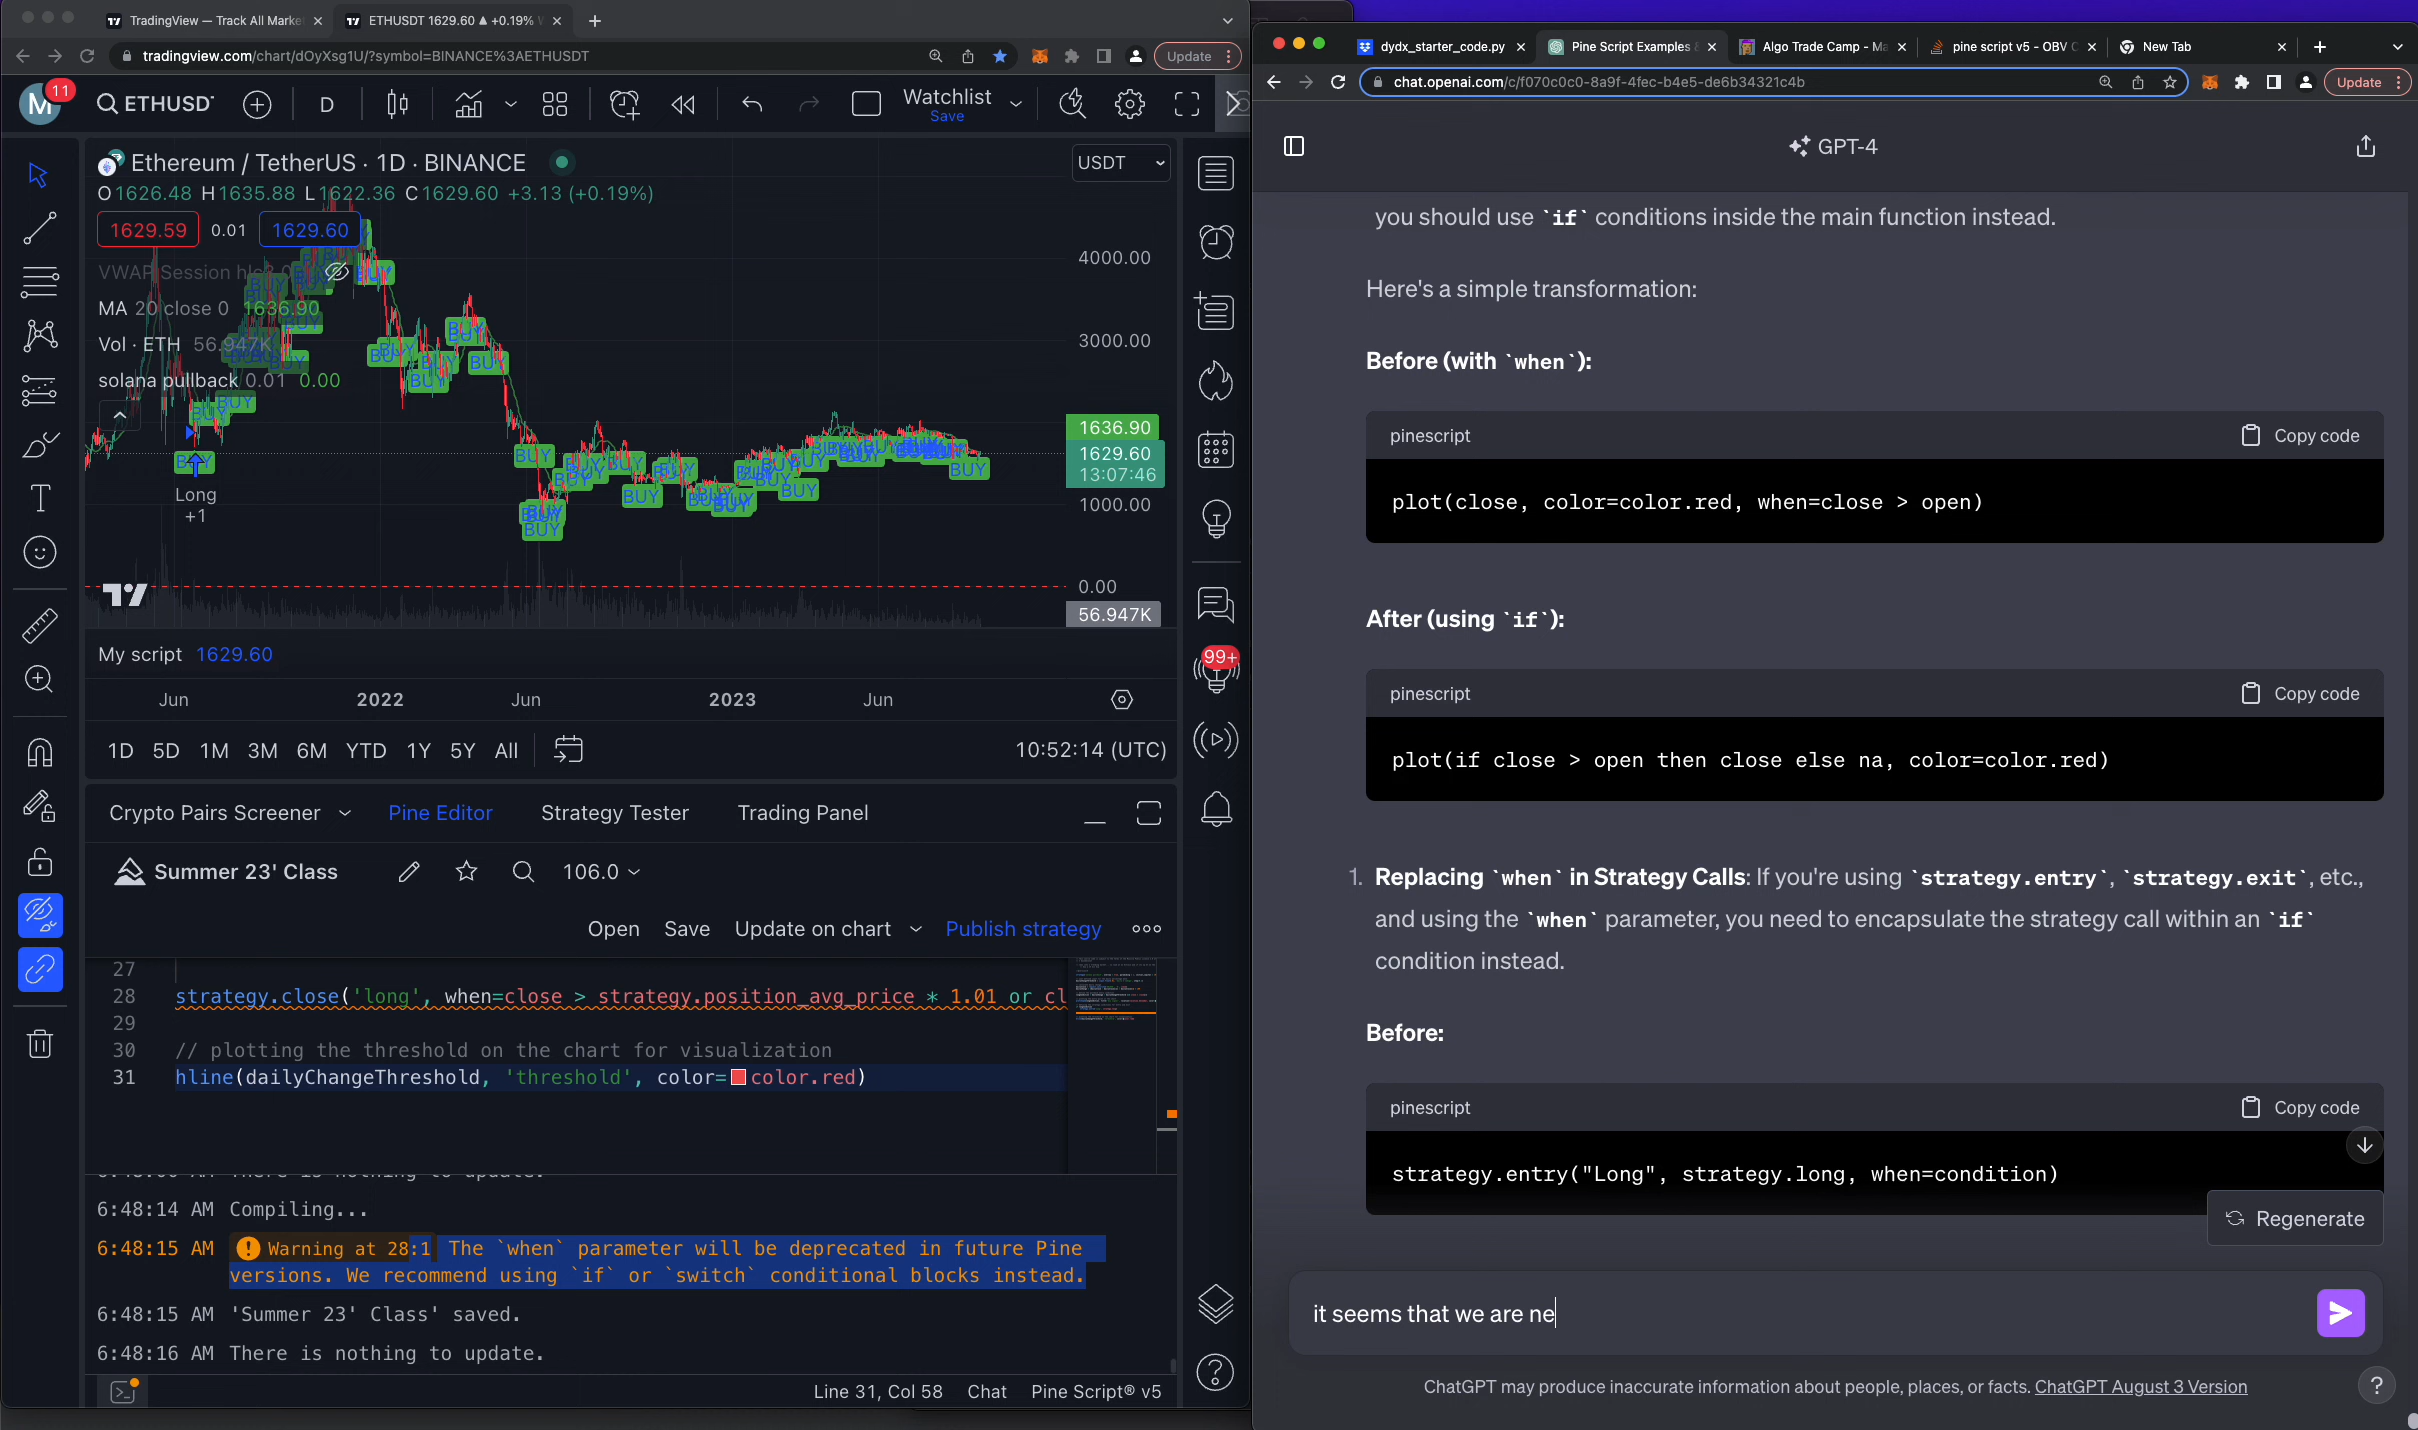 TradingView — Track All Marke
ETHUSDT 1629.60 ▲ +0.19%
tradingview.com/chart/dOyXsg1U/?symbol=BINANCE%3AETHUSDT
Update
M
11
ETHUSD
D
Watchlist
Save
Ethereum / TetherUS · 1D · BINANCE
USDT
O1626.48 H1635.88 L1622.36 C1629.60 +3.13 (+0.19%)
1629.59
0.01
1629.60
VWAP Session hlc3 0
MA 20 close 0 1636.90
Vol · ETH 56.947K
solana pullback 0.01 0.00
BUY
Long
+1
4000.00
3000.00
1636.90
1629.60
13:07:46
1000.00
0.00
56.947K
My script 1629.60
Jun
2022
Jun
2023
Jun
1D 5D 1M 3M 6M YTD 1Y 5Y All
10:52:14 (UTC)
99+
Crypto Pairs Screener
Pine Editor
Strategy Tester
Trading Panel
Summer 23' Class
106.0
Open
Save
Update on chart
Publish strategy
27
28 strategy.close('long', when=close > strategy.position_avg_price * 1.01 or cl
29
30 // plotting the threshold on the chart for visualization
31 hline(dailyChangeThreshold, 'threshold', color=color.red)
6:48:14 AM Compiling...
6:48:15 AM Warning at 28:1 The `when` parameter will be deprecated in future Pine
versions. We recommend using `if` or `switch` conditional blocks instead.
6:48:15 AM 'Summer 23' Class' saved.
6:48:16 AM There is nothing to update.
Line 31, Col 58
Chat
Pine Script® v5
dydx_starter_code.py
Pine Script Examples
Algo Trade Camp - Ma
pine script v5 - OBV C
New Tab
chat.openai.com/c/f070c0c0-8a9f-4fec-b4e5-de6b34321c4b
Update
GPT-4
you should use `if` conditions inside the main function instead.
Here's a simple transformation:
Before (with `when`):
pinescript
Copy code
plot(close, color=color.red, when=close > open)
After (using `if`):
pinescript
Copy code
plot(if close > open then close else na, color=color.red)
1. Replacing `when` in Strategy Calls: If you're using `strategy.entry`, `strategy.exit`, etc.,
and using the `when` parameter, you need to encapsulate the strategy call within an `if`
condition instead.
Before:
pinescript
Copy code
strategy.entry("Long", strategy.long, when=condition)
Regenerate
it seems that we are ne
ChatGPT may produce inaccurate information about people, places, or facts. ChatGPT August 3 Version
?